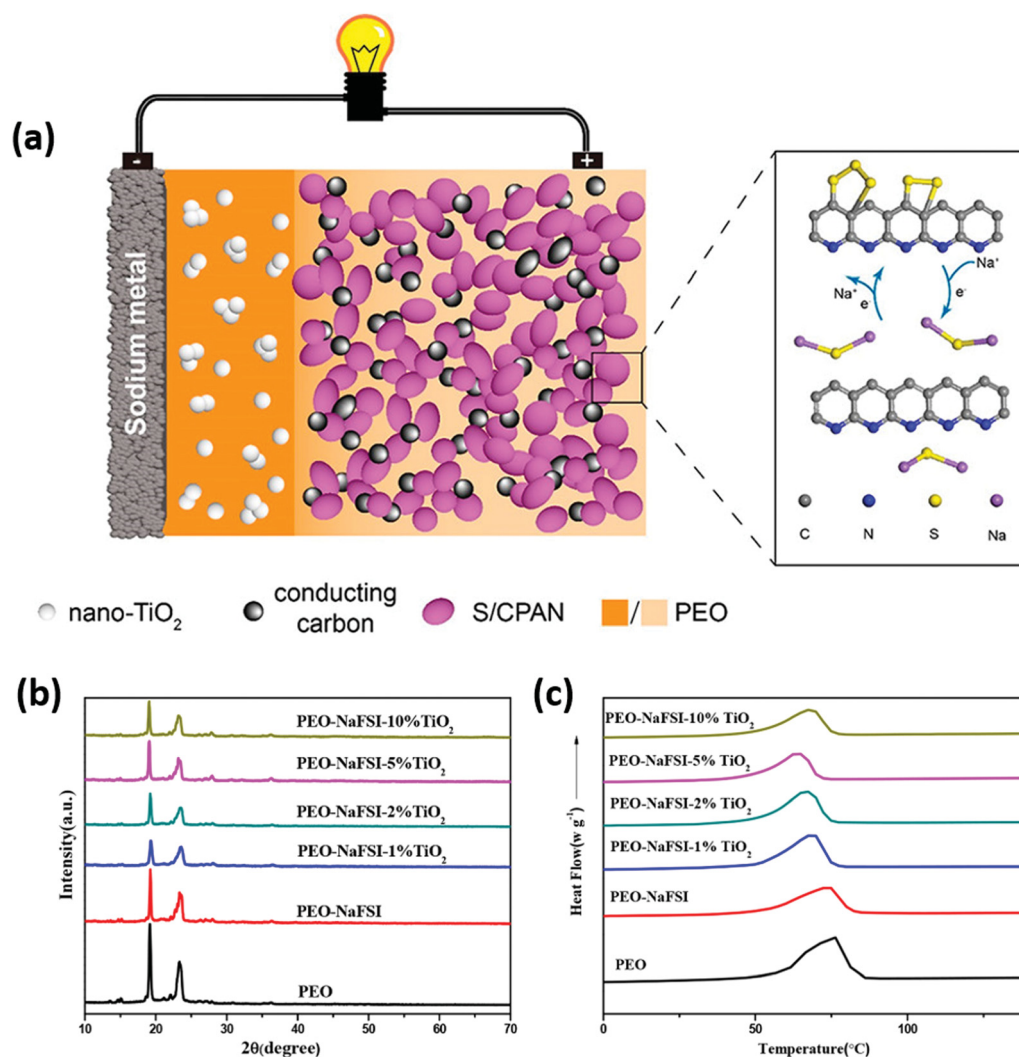 (a)
-
+
Sodium metal
Na⁺
e⁻
Na⁺
e⁻
C N S Na
nano-TiO₂
conducting
carbon
S/CPAN
/
PEO
(b)
Intensity(a.u.)
PEO-NaFSI-10%TiO₂
PEO-NaFSI-5%TiO₂
PEO-NaFSI-2%TiO₂
PEO-NaFSI-1%TiO₂
PEO-NaFSI
PEO
10 20 30 40 50 60 70
2θ(degree)
(c)
Heat Flow(w g⁻¹)
PEO-NaFSI-10% TiO₂
PEO-NaFSI-5% TiO₂
PEO-NaFSI-2% TiO₂
PEO-NaFSI-1% TiO₂
PEO-NaFSI
PEO
0 50 100
Temperature(°C)